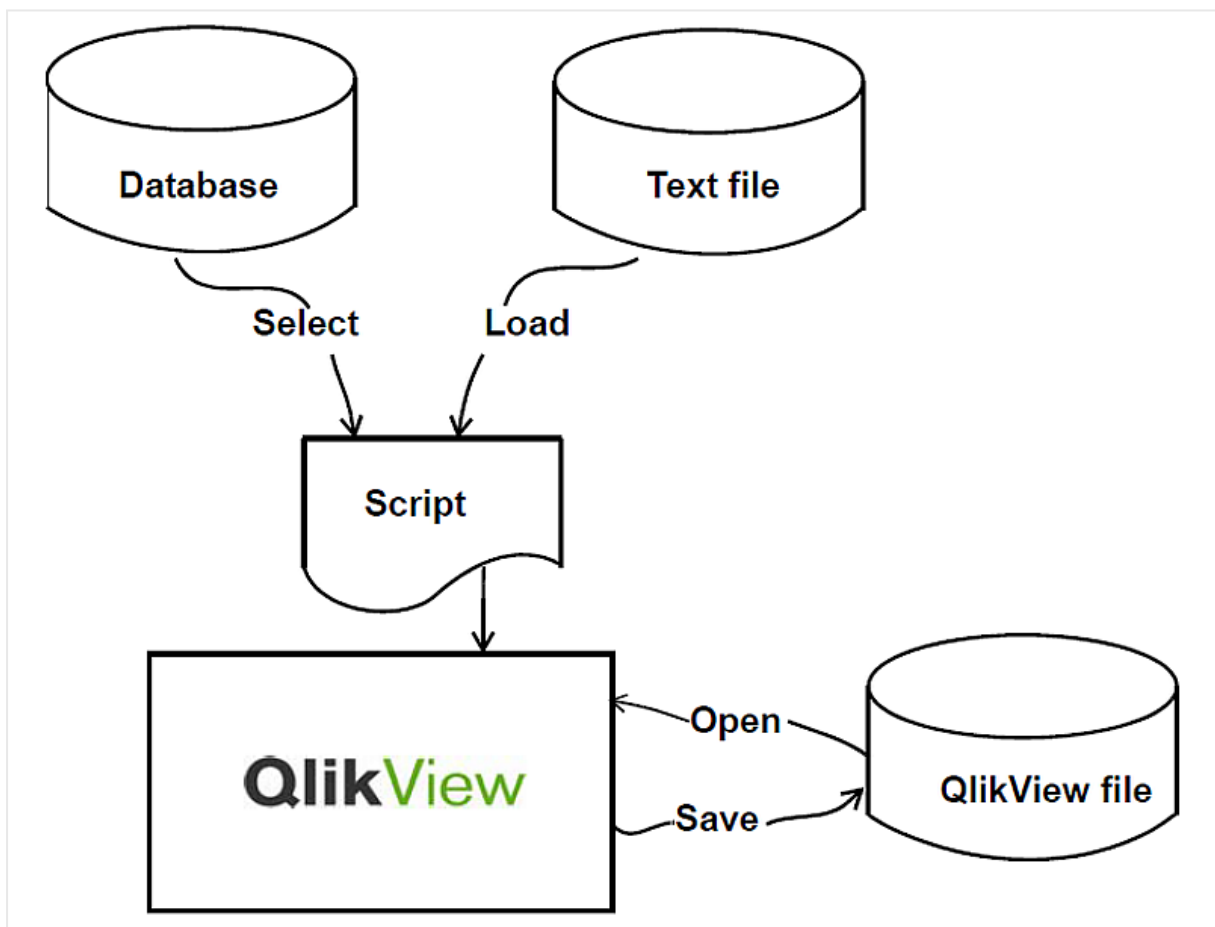 Database
Text file
Select
Load
Script
Open
QlikView
QlikView file
Save